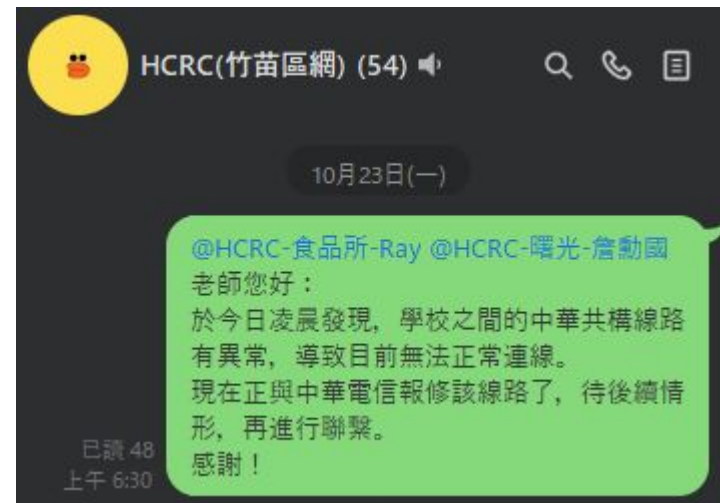 HCRC(竹苗區網) (54)
10月23日(一)
@HCRC-食品所-Ray @HCRC-曙光-詹勳國
老師您好：
於今日凌晨發現，學校之間的中華共構線路
有異常，導致目前無法正常連線。
現在正與中華電信報修該線路了，待後續情
形，再進行聯繫。
感謝！
已讀 48
上午 6:30